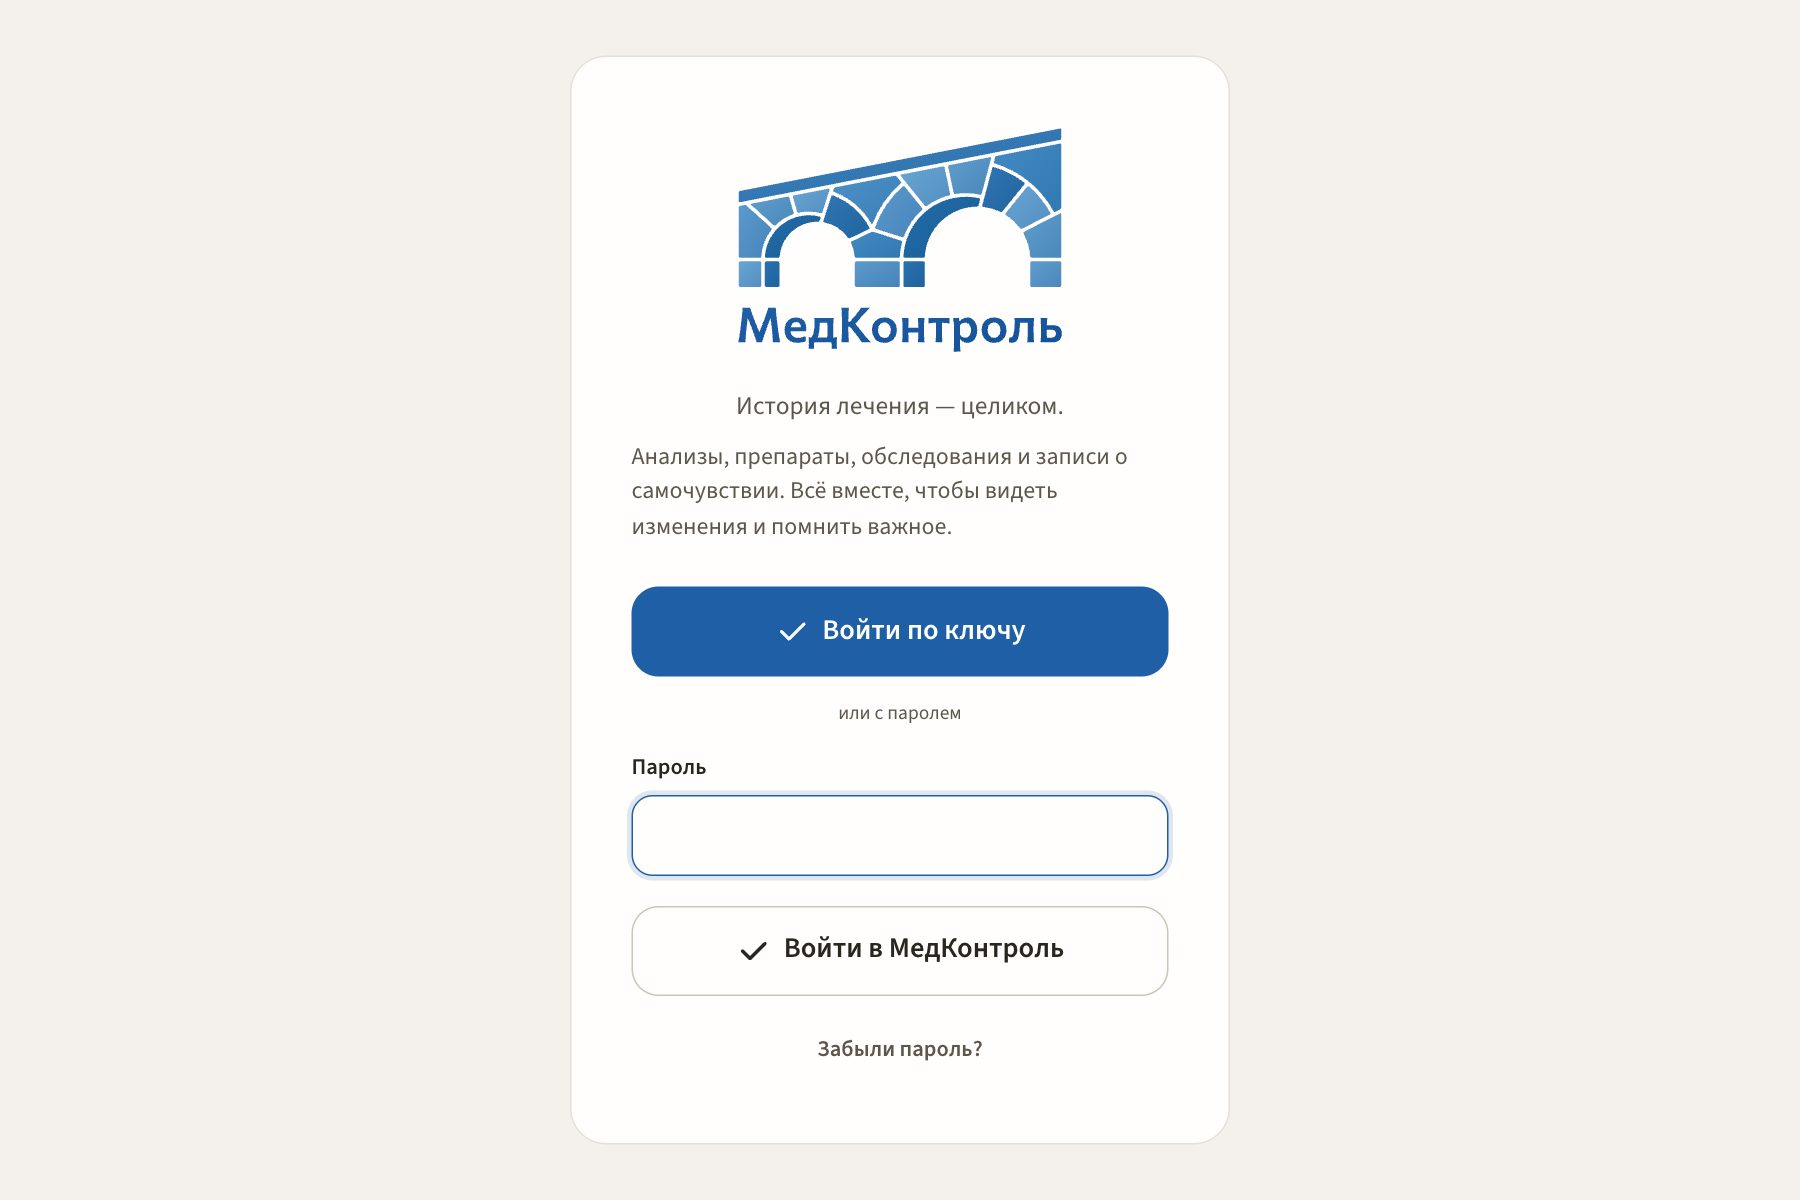 МедКонтроль
История лечения — целиком.
Анализы, препараты, обследования и записи о
самочувствии. Всё вместе, чтобы видеть
изменения и помнить важное.
Войти по ключу
или с паролем
Пароль
Войти в МедКонтроль
Забыли пароль?